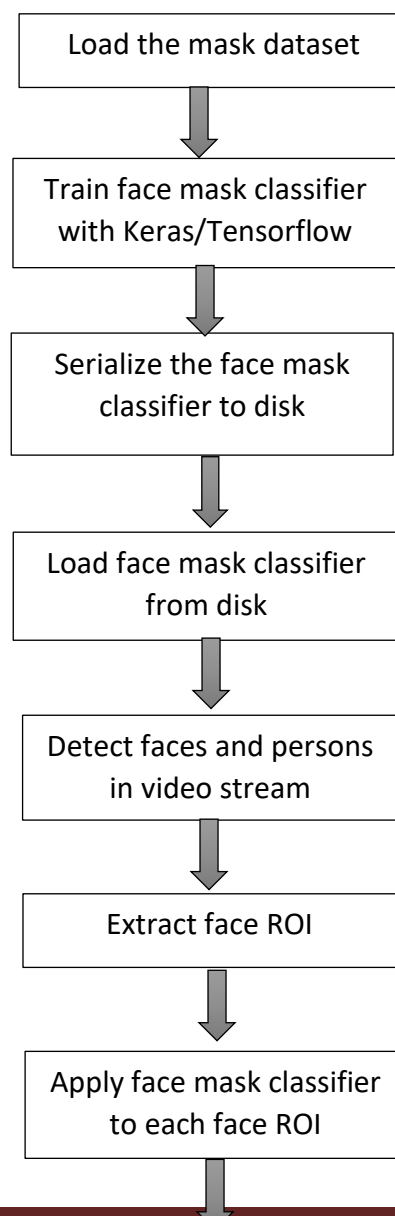 Load the mask dataset
Train face mask classifier
with Keras/Tensorflow
Serialize the face mask
classifier to disk
Load face mask classifier
from disk
Detect faces and persons
in video stream
Extract face ROI
Apply face mask classifier
to each face ROI